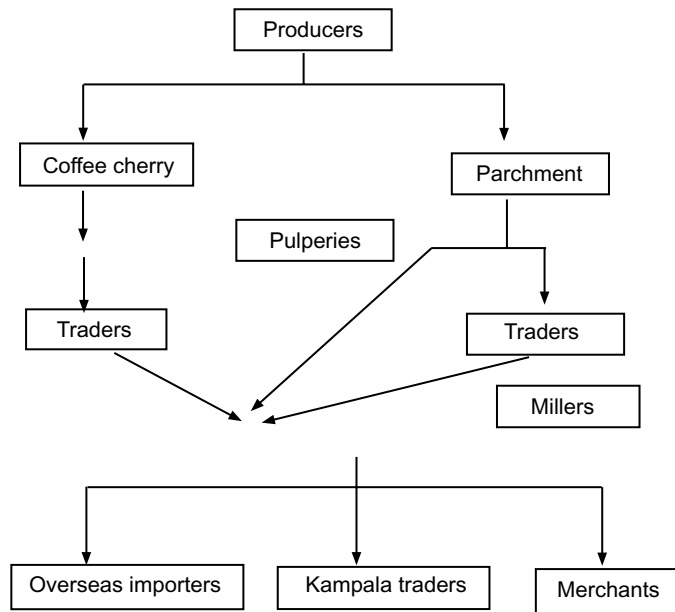 Producers
Coffee cherry
Parchment
Pulperies
Traders
Traders
Millers
Overseas importers
Kampala traders
Merchants